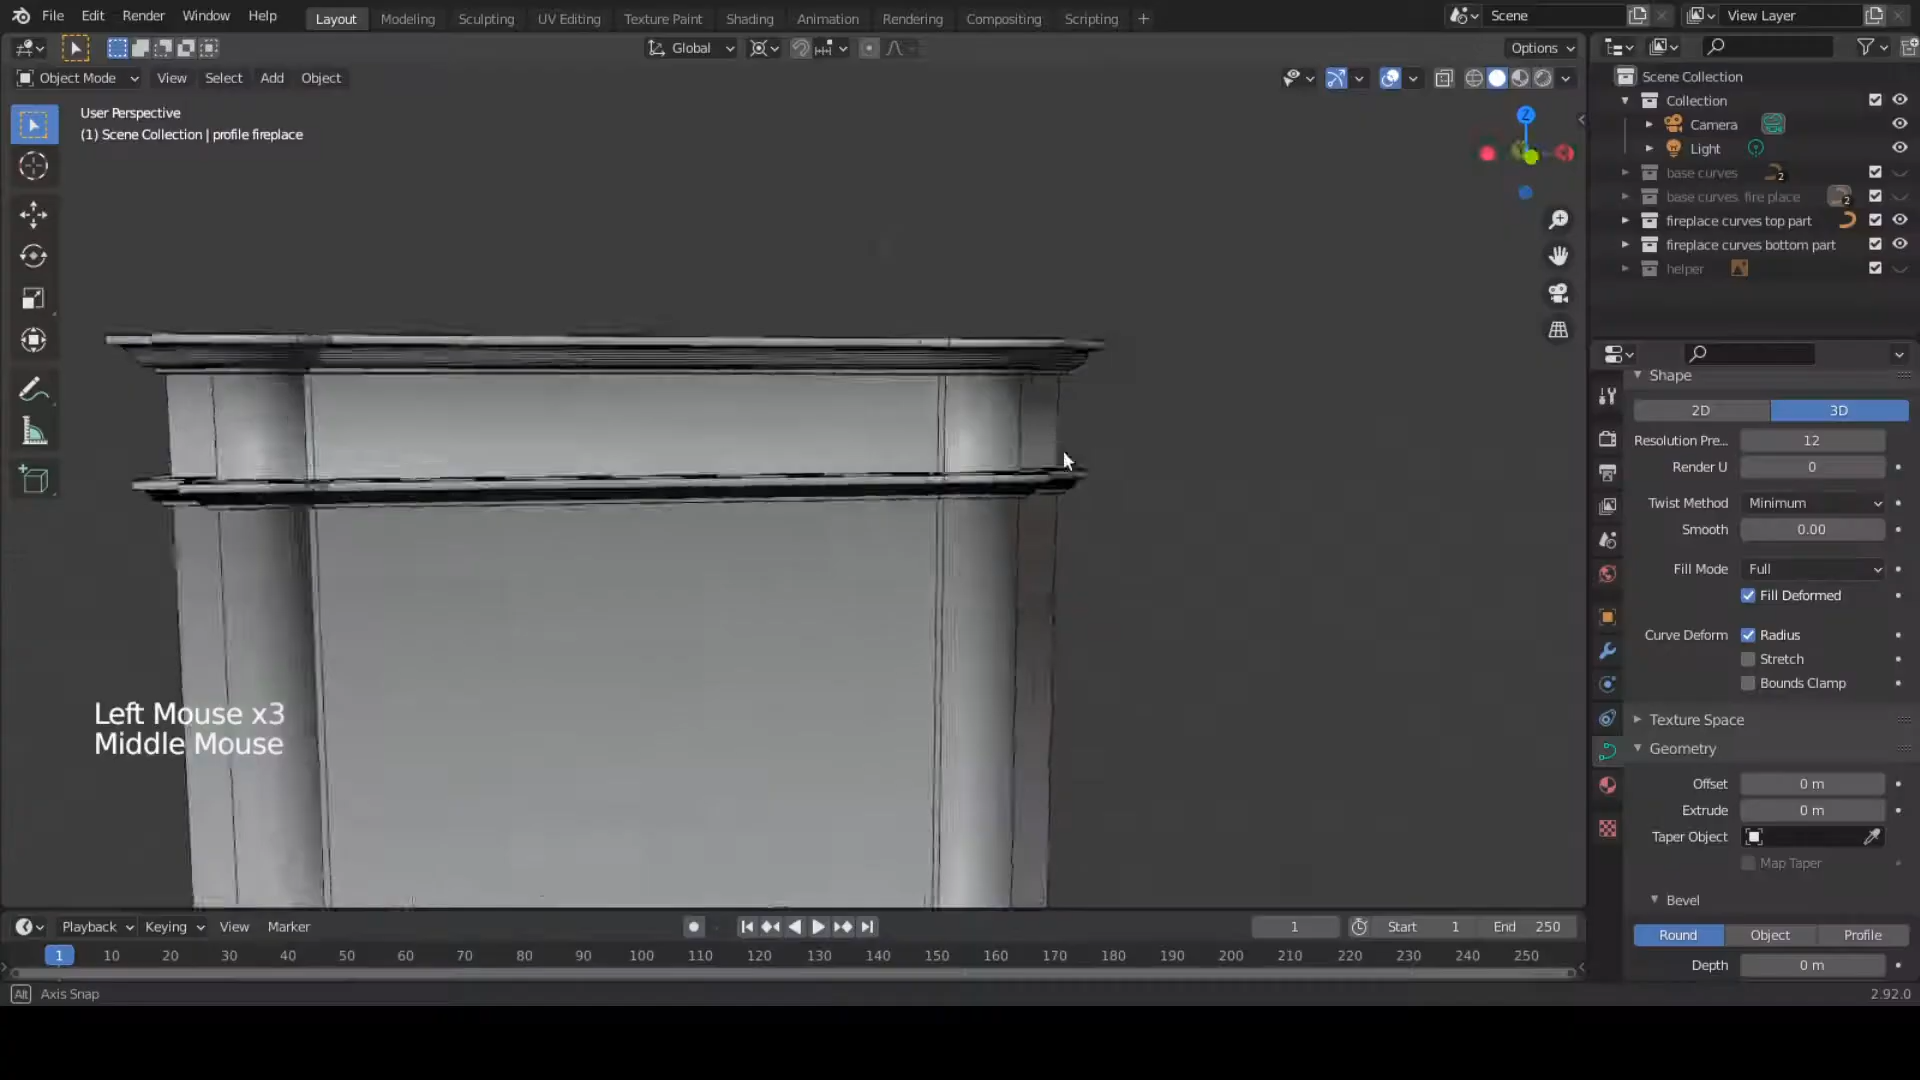 File Edit Render Window Help Layout Modeling Sculpting UV Editing Texture Paint Shading Animation Rendering Compositing Scripting + Scene View Layer
Global Options
Object Mode View Select Add Object
User Perspective
(1) Scene Collection | profile fireplace
Z
Scene Collection
Collection
Camera
Light
base curves 2
base curves fire place 2
fireplace curves top part
fireplace curves bottom part
helper
Shape
2D 3D
Resolution Pre... 12
Render U 0
Twist Method Minimum
Smooth 0.00
Fill Mode Full
Fill Deformed
Curve Deform Radius
Stretch
Bounds Clamp
Texture Space
Geometry
Offset 0 m
Extrude 0 m
Taper Object
Map Taper
Bevel
Round Object Profile
Depth 0 m
Left Mouse x3
Middle Mouse
Playback Keying View Marker 1 Start 1 End 250
1 10 20 30 40 50 60 70 80 90 100 110 120 130 140 150 160 170 180 190 200 210 220 230 240 250
Alt Axis Snap 2.92.0